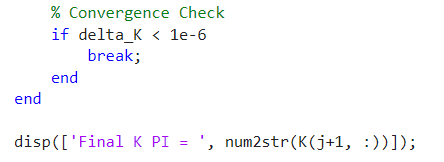 % Convergence Check
if delta_K < 1e-6
break;
end
end
disp(['Final K PI = ', num2str(K(j+1, :))]);